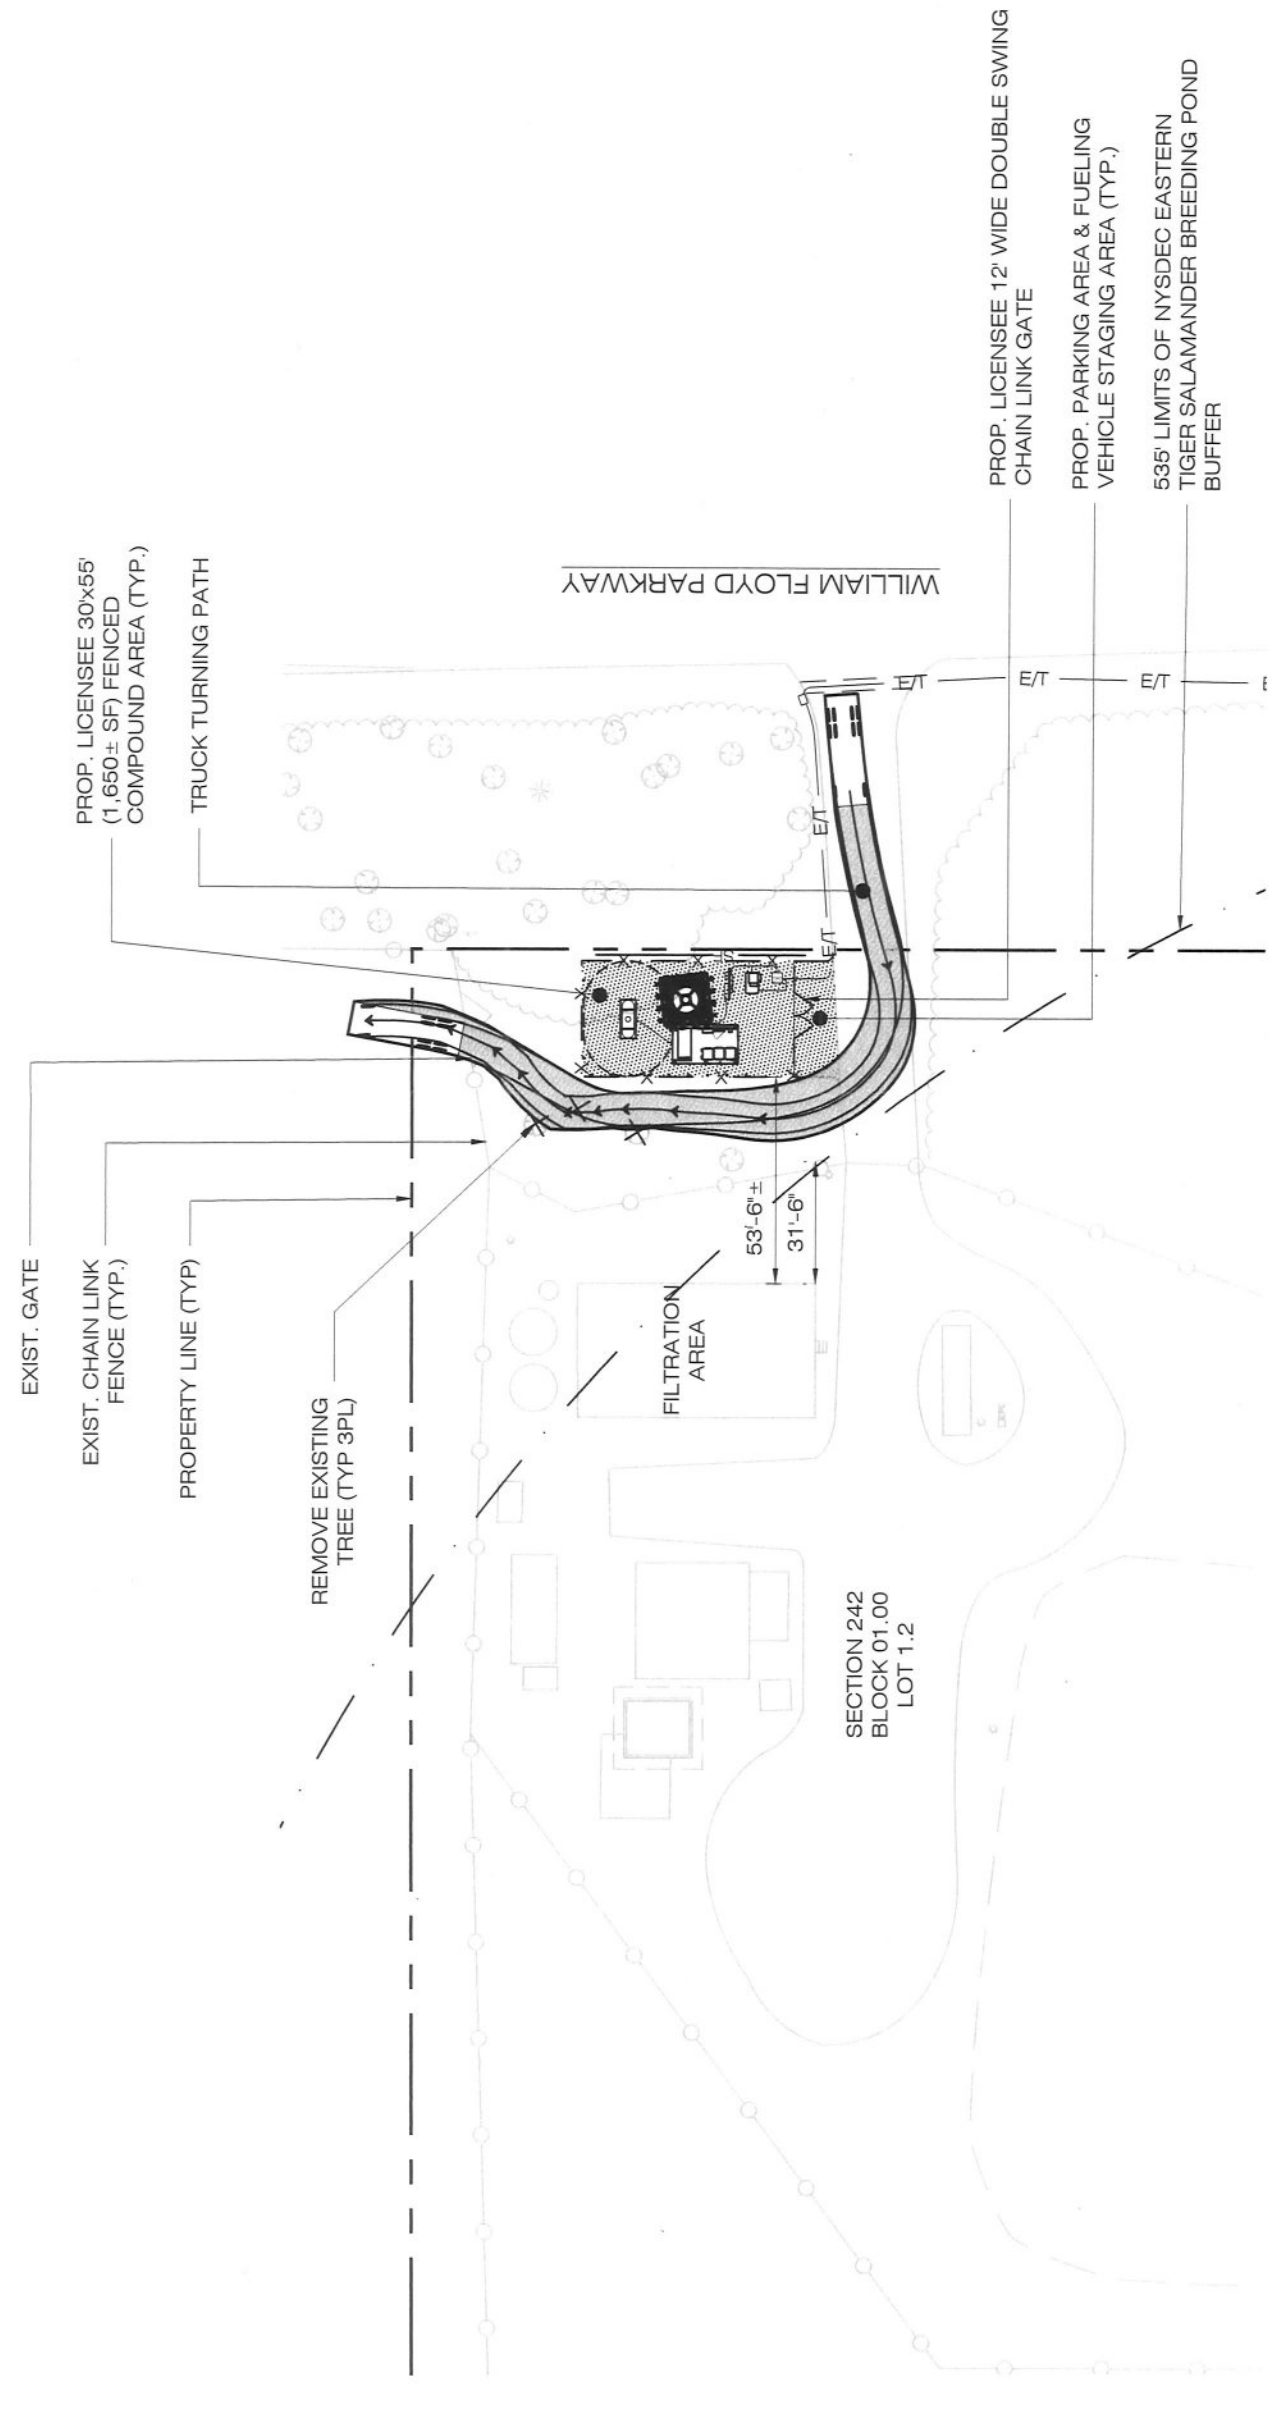 EXIST. GATE
EXIST. CHAIN LINK
FENCE (TYP.)
PROPERTY LINE (TYP)
REMOVE EXISTING
TREE (TYP 3PL)
PROP. LICENSEE 30'x55'
(1,650± SF) FENCED
COMPOUND AREA (TYP.)
TRUCK TURNING PATH
WILLIAM FLOYD PARKWAY
PROP. LICENSEE 12' WIDE DOUBLE SWING
CHAIN LINK GATE
PROP. PARKING AREA & FUELING
VEHICLE STAGING AREA (TYP.)
535' LIMITS OF NYSDEC EASTERN
TIGER SALAMANDER BREEDING POND
BUFFER
E/T
E/T
E/T
E/T
E/T
53'-6"±
31'-6"
FILTRATION
AREA
SECTION 242
BLOCK 01.00
LOT 1.2